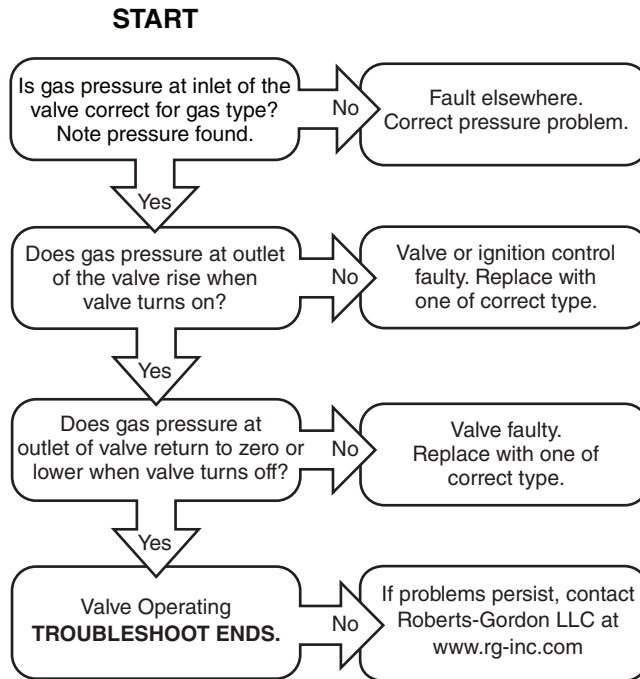 START
Is gas pressure at inlet of the
valve correct for gas type?
Note pressure found.
No
Fault elsewhere.
Correct pressure problem.
Yes
Does gas pressure at outlet
of the valve rise when
valve turns on?
No
Valve or ignition control
faulty. Replace with
one of correct type.
Yes
Does gas pressure at
outlet of valve return to zero or
lower when valve turns off?
No
Valve faulty.
Replace with one of
correct type.
Yes
Valve Operating
TROUBLESHOOT ENDS.
No
If problems persist, contact
Roberts-Gordon LLC at
www.rg-inc.com